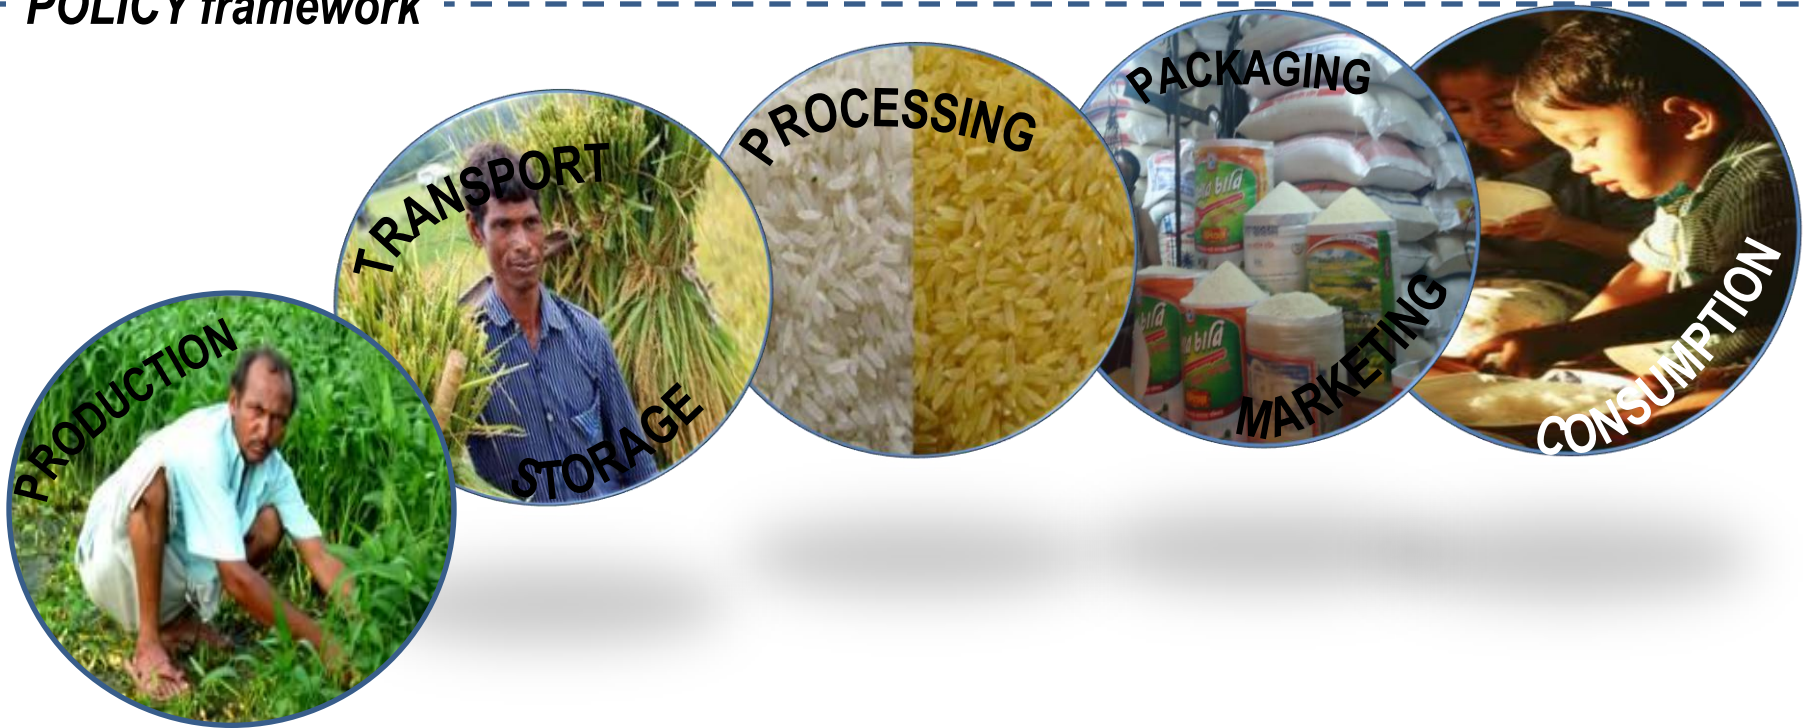 POLICY framework
PRODUCTION
TRANSPORT
STORAGE
PROCESSING
PACKAGING
MARKETING
CONSUMPTION